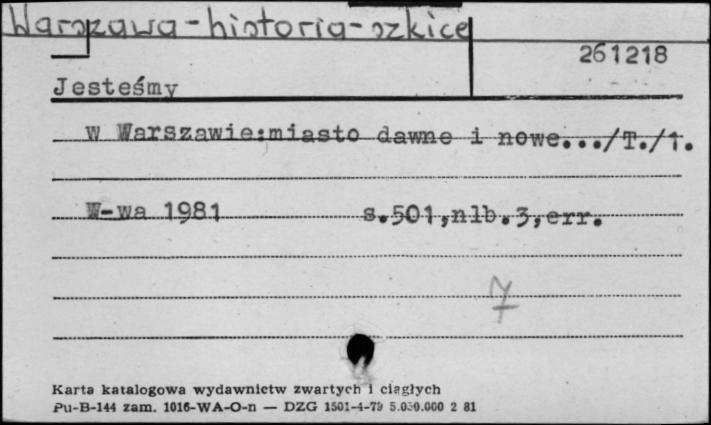 Warszawa - historia - szkice
261218
Jesteśmy
w Warszawie:miasto dawne i nowe.../T./1.
W-wa 1981 s.501,nlb.3,err.
7
Karta katalogowa wydawnictw zwartych i ciągłych
Pu-B-144 zam. 1016-WA-O-n — DZG 1501-4-79 5.050.000 2 81